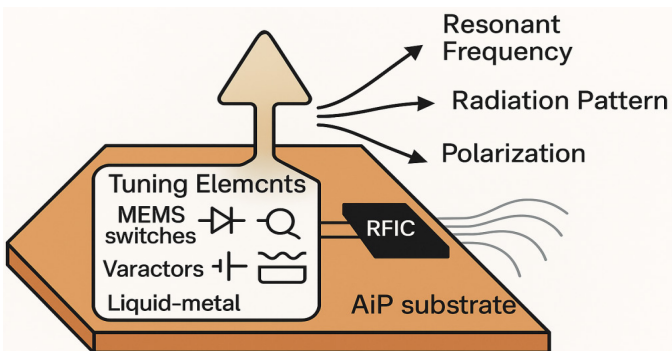 Resonant
Frequency
Radiation Pattern
Polarization
Tuning Elemcnts
MEMS
switches
Varactors
Liquid-metal
RFIC
AiP substrate